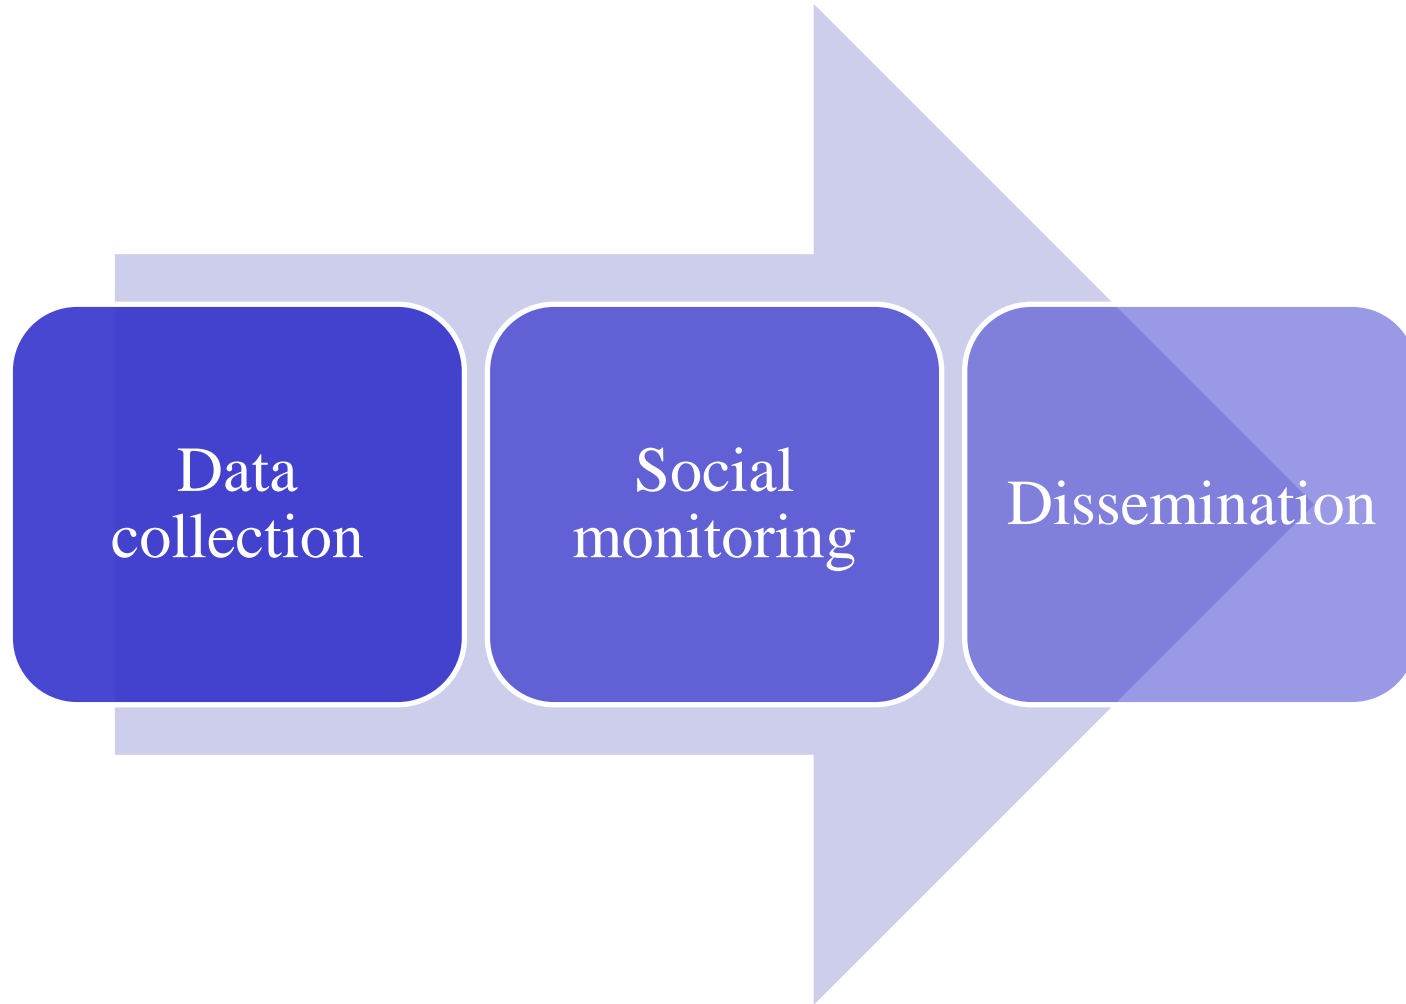 Data
collection
Social
monitoring
Dissemination